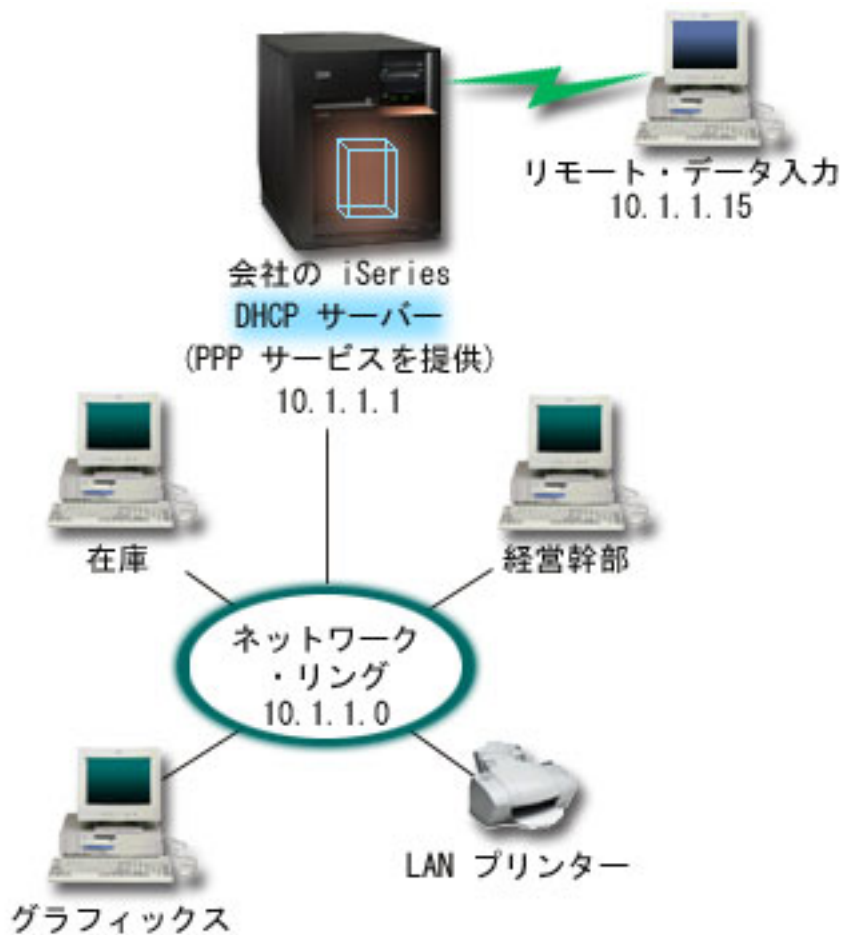 リモート・データ入力
10.1.1.15
会社の iSeries
DHCP サーバー
(PPP サービスを提供)
10.1.1.1
在庫
経営幹部
ネットワーク
・リング
10.1.1.0
LAN プリンター
グラフィックス